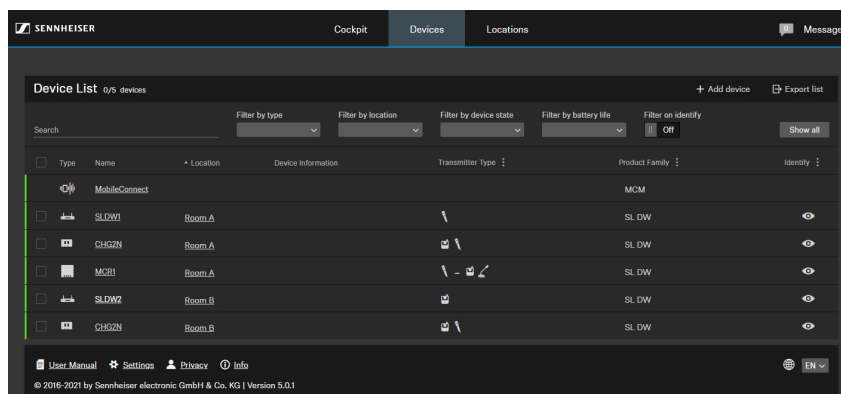 SENNHEISER Cockpit Devices Locations 0 Message
Device List 0/5 devices + Add device Export list
Filter by type Filter by location Filter by device state Filter by battery life Filter on identify
Search Off Show all
Type Name Location Device Information Transmitter Type Product Family Identify
MobileConnect MCM
SLDW1 Room A SL DW
CHG2N Room A SL DW
MCR1 Room A – SL DW
SLDW2 Room B SL DW
CHG2N Room B SL DW
User Manual Settings Privacy Info EN
© 2016-2021 by Sennheiser electronic GmbH & Co. KG | Version 5.0.1